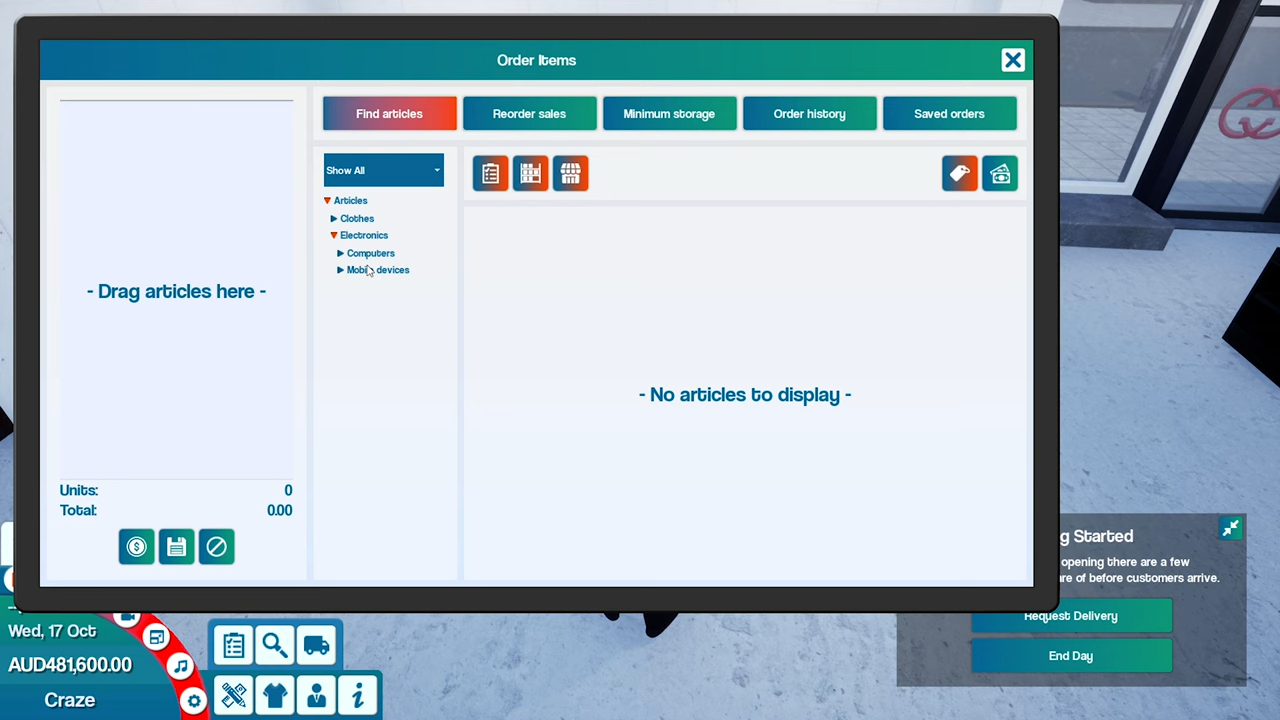 Order Items
Find articles
Reorder sales
Minimum storage
Order history
Saved orders
Show All
Articles
Clothes
Electronics
Computers
Mobile devices
- Drag articles here -
- No articles to display -
Units: 0
Total: 0.00
g Started
opening there are a few
re of before customers arrive.
Request Delivery
End Day
Wed, 17 Oct
AUD481,600.00
Craze